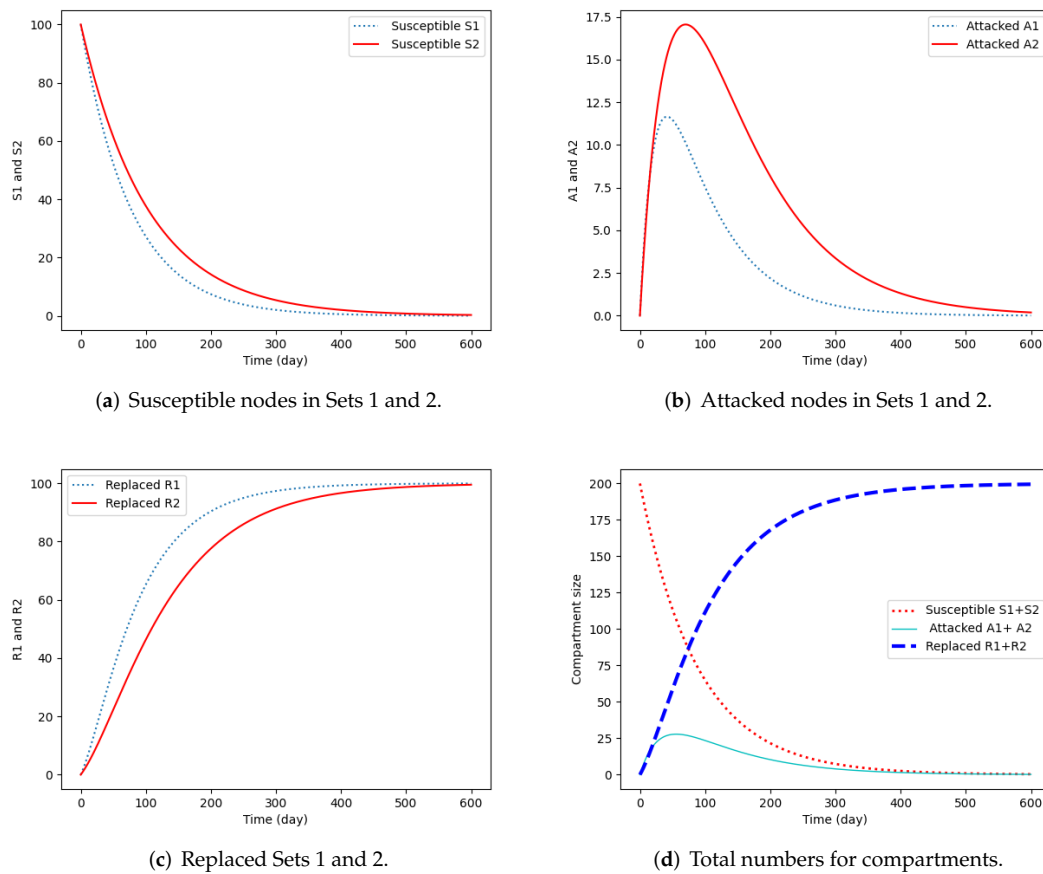 100
80
60
40
20
0
S1 and S2
Susceptible S1
Susceptible S2
0 100 200 300 400 500 600
Time (day)
(a) Susceptible nodes in Sets 1 and 2.
17.5
15.0
12.5
10.0
7.5
5.0
2.5
0.0
A1 and A2
Attacked A1
Attacked A2
0 100 200 300 400 500 600
Time (day)
(b) Attacked nodes in Sets 1 and 2.
100
80
60
40
20
0
R1 and R2
Replaced R1
Replaced R2
0 100 200 300 400 500 600
Time (day)
(c) Replaced Sets 1 and 2.
200
175
150
125
100
75
50
25
0
Compartment size
Susceptible S1+S2
Attacked A1+ A2
Replaced R1+R2
0 100 200 300 400 500 600
Time (day)
(d) Total numbers for compartments.